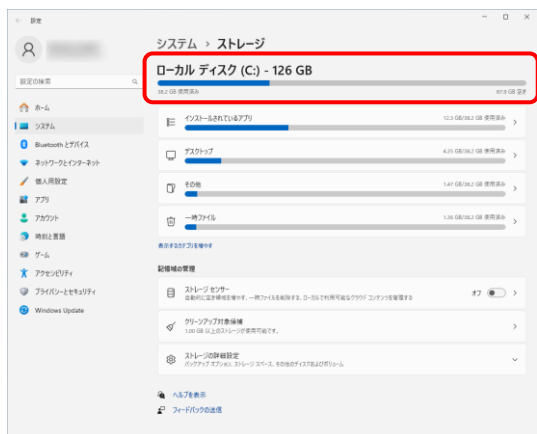 ← 設定
システム > ストレージ
ローカル ディスク (C:) - 126 GB
38.2 GB 使用済み
87.9 GB 空き
設定の検索
ホーム
システム
Bluetooth とデバイス
ネットワークとインターネット
個人用設定
アプリ
アカウント
時刻と言語
ゲーム
アクセシビリティ
プライバシーとセキュリティ
Windows Update
インストールされているアプリ
12.3 GB/38.2 GB 使用済み
デスクトップ
4.25 GB/38.2 GB 使用済み
その他
1.47 GB/38.2 GB 使用済み
一時ファイル
1.36 GB/38.2 GB 使用済み
表示するカテゴリを増やす
記憶域の管理
ストレージ センサー
自動的に空き領域を増やす、一時ファイルを削除する、ローカルで利用可能なクラウド コンテンツを管理する
オフ
クリーンアップ対象候補
1.00 GB 以上のストレージが使用可能です。
ストレージの詳細設定
バックアップ オプション、ストレージ スペース、その他のディスクおよびボリューム
ヘルプを表示
フィードバックの送信